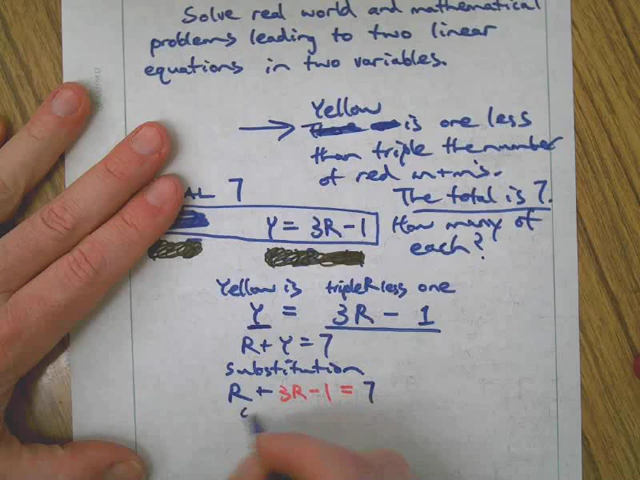 Solve real world and mathematical
problems leading to two linear
equations in two variables.
Yellow
→ is one less
than triple the number
of red m+m's.
The total is 7.
How many of
each?
AL 7
Y = 3R-1
Yellow is triple R less one
Y = 3R - 1
R+Y=7
substitution
R + 3R-1 = 7